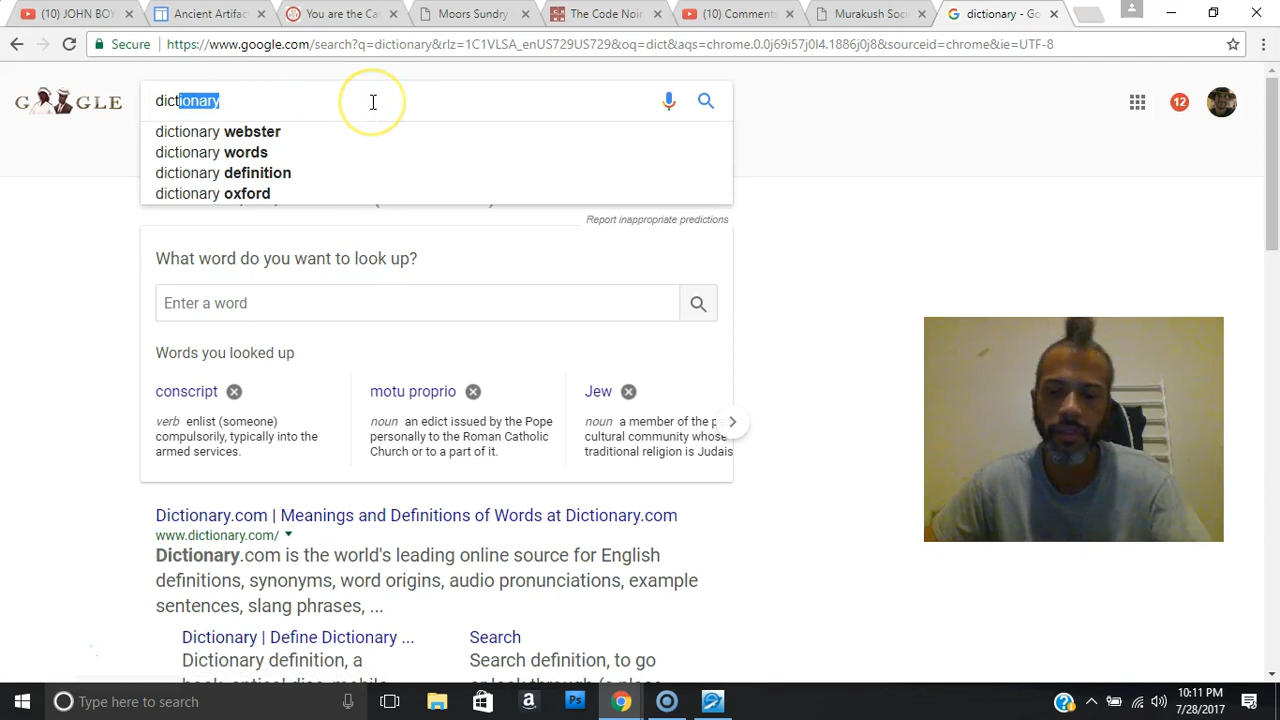 (10) JOHN BOY
Ancient Artifac
You are the Ca
Moors Sundry
The Code Noir
(10) Comments
Murakush Soci
dictionary - Go
Secure
https://www.google.com/search?q=dictionary&rlz=1C1VLSA_enUS729US729&oq=dict&aqs=chrome.0.0j69i57j0l4.1886j0j8&sourceid=chrome&ie=UTF-8
GOOGLE
dictionary
12
dictionary webster
dictionary words
dictionary definition
dictionary oxford
Report inappropriate predictions
What word do you want to look up?
Enter a word
Words you looked up
conscript
motu proprio
Jew
verb enlist (someone)
compulsorily, typically into the
armed services.
noun an edict issued by the Pope
personally to the Roman Catholic
Church or to a part of it.
noun a member of the p
cultural community whose
traditional religion is Judais
Dictionary.com | Meanings and Definitions of Words at Dictionary.com
www.dictionary.com/
Dictionary.com is the world's leading online source for English
definitions, synonyms, word origins, audio pronunciations, example
sentences, slang phrases, ...
Dictionary | Define Dictionary ...
Search
Dictionary definition, a
Search definition, to go
Type here to search
Ps
10:11 PM
7/28/2017